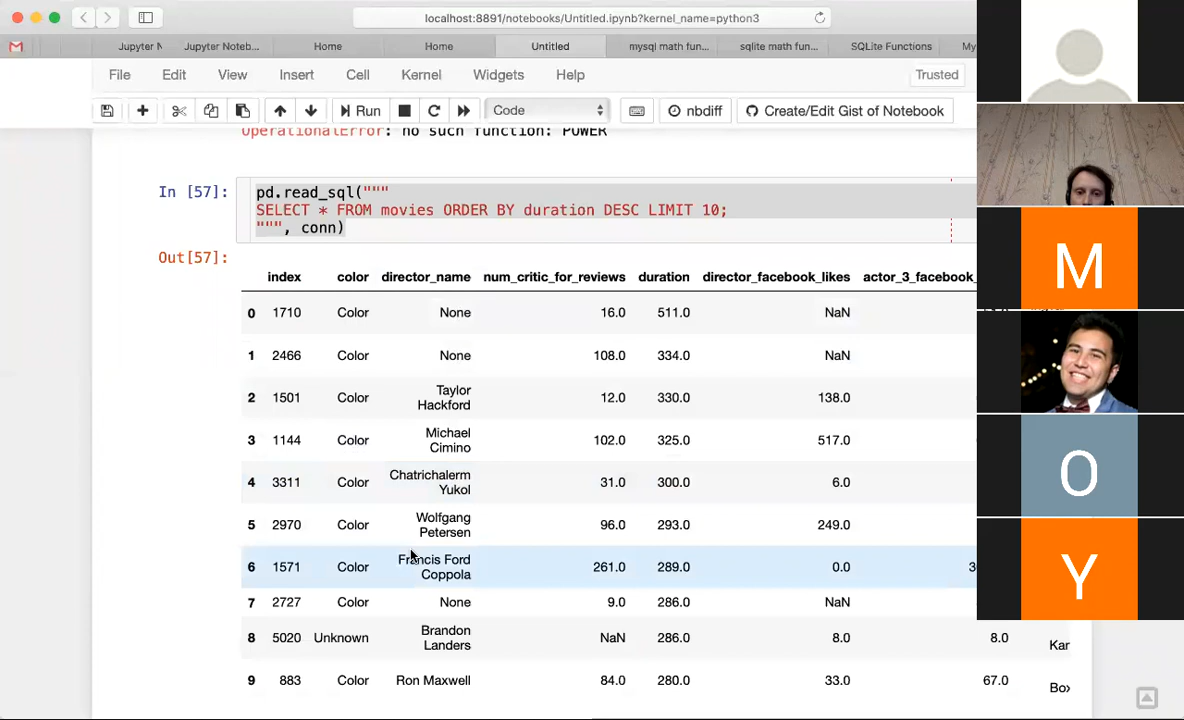 localhost:8891/notebooks/Untitled.ipynb?kernel_name=python3
Jupyter N Jupyter Noteb... Home Home Untitled mysql math fun... sqlite math fun... SQLite Functions My
File Edit View Insert Cell Kernel Widgets Help Trusted
Run Code nbdiff Create/Edit Gist of Notebook
OperationalError: no such function: POWER
In [57]: pd.read_sql("""
SELECT * FROM movies ORDER BY duration DESC LIMIT 10;
""", conn)
Out[57]:
index color director_name num_critic_for_reviews duration director_facebook_likes actor_3_facebook_
0 1710 Color None 16.0 511.0 NaN
1 2466 Color None 108.0 334.0 NaN
2 1501 Color Taylor Hackford 12.0 330.0 138.0
3 1144 Color Michael Cimino 102.0 325.0 517.0
4 3311 Color Chatrichalerm Yukol 31.0 300.0 6.0
5 2970 Color Wolfgang Petersen 96.0 293.0 249.0
6 1571 Color Francis Ford Coppola 261.0 289.0 0.0 3
7 2727 Color None 9.0 286.0 NaN
8 5020 Unknown Brandon Landers NaN 286.0 8.0 8.0 Kar
9 883 Color Ron Maxwell 84.0 280.0 33.0 67.0 Box
M
O
Y